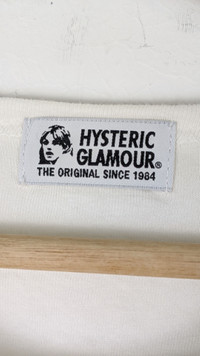 HYSTERIC
GLAMOUR®
THE ORIGINAL SINCE 1984